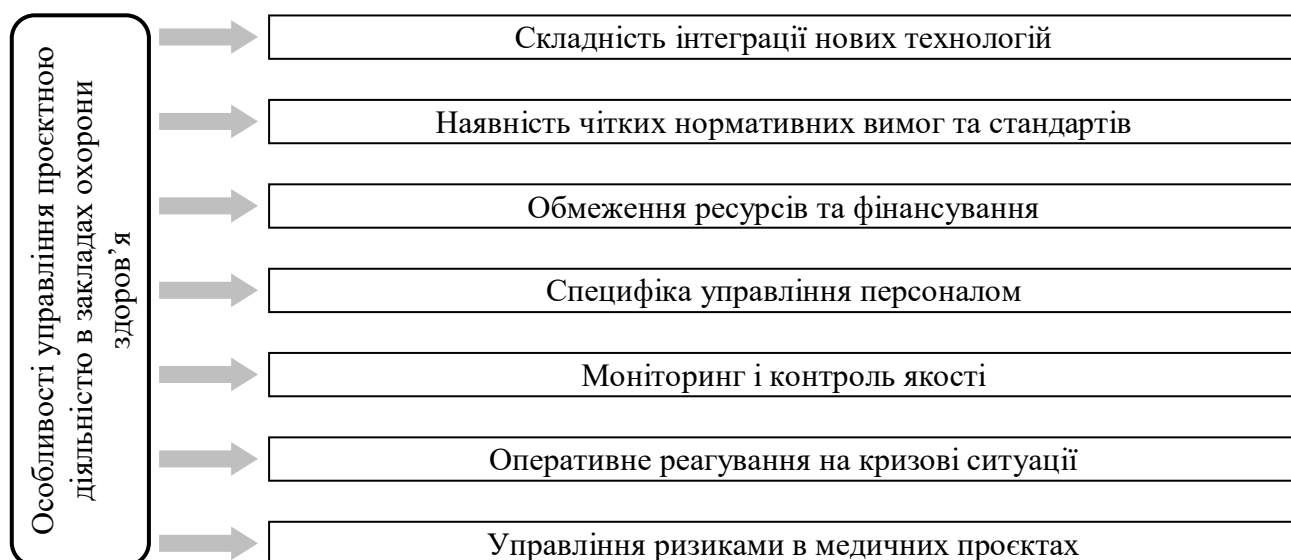 Особливості управління проєктною
діяльністю в закладах охорони
здоров’я
Складність інтеграції нових технологій
Наявність чітких нормативних вимог та стандартів
Обмеження ресурсів та фінансування
Специфіка управління персоналом
Моніторинг і контроль якості
Оперативне реагування на кризові ситуації
Управління ризиками в медичних проєктах